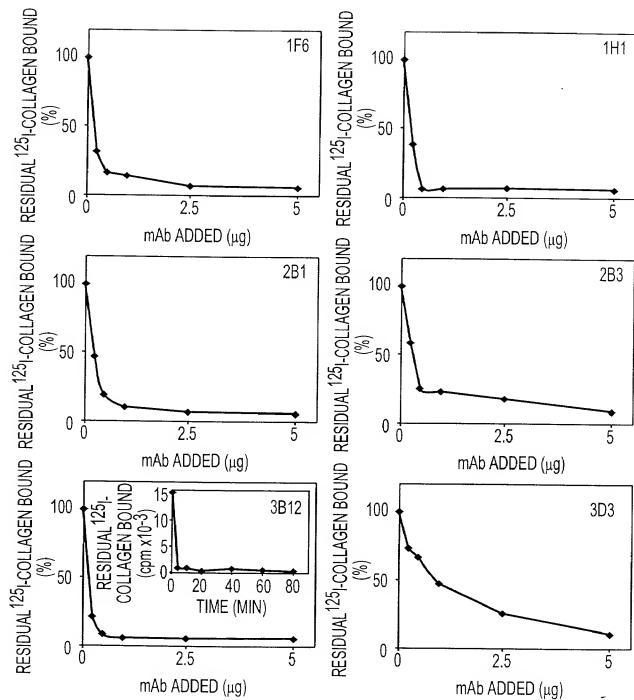 RESIDUAL 125I-COLLAGEN BOUND
(%)
100
50
0
1F6
0
2.5
5
mAb ADDED (μg)
RESIDUAL 125I-COLLAGEN BOUND
(%)
100
50
0
1H1
0
2.5
5
mAb ADDED (μg)
RESIDUAL 125I-COLLAGEN BOUND
(%)
100
50
0
2B1
0
2.5
5
mAb ADDED (μg)
RESIDUAL 125I-COLLAGEN BOUND
(%)
100
50
0
2B3
0
2.5
5
mAb ADDED (μg)
RESIDUAL 125I-COLLAGEN BOUND
(%)
100
50
0
3B12
RESIDUAL 125I-
COLLAGEN BOUND
(cpm x10-3)
15
10
5
0
0
20
40
60
80
TIME (MIN)
0
2.5
5
mAb ADDED (μg)
RESIDUAL 125I-COLLAGEN BOUND
(%)
100
50
0
3D3
0
2.5
5
mAb ADDED (μg)